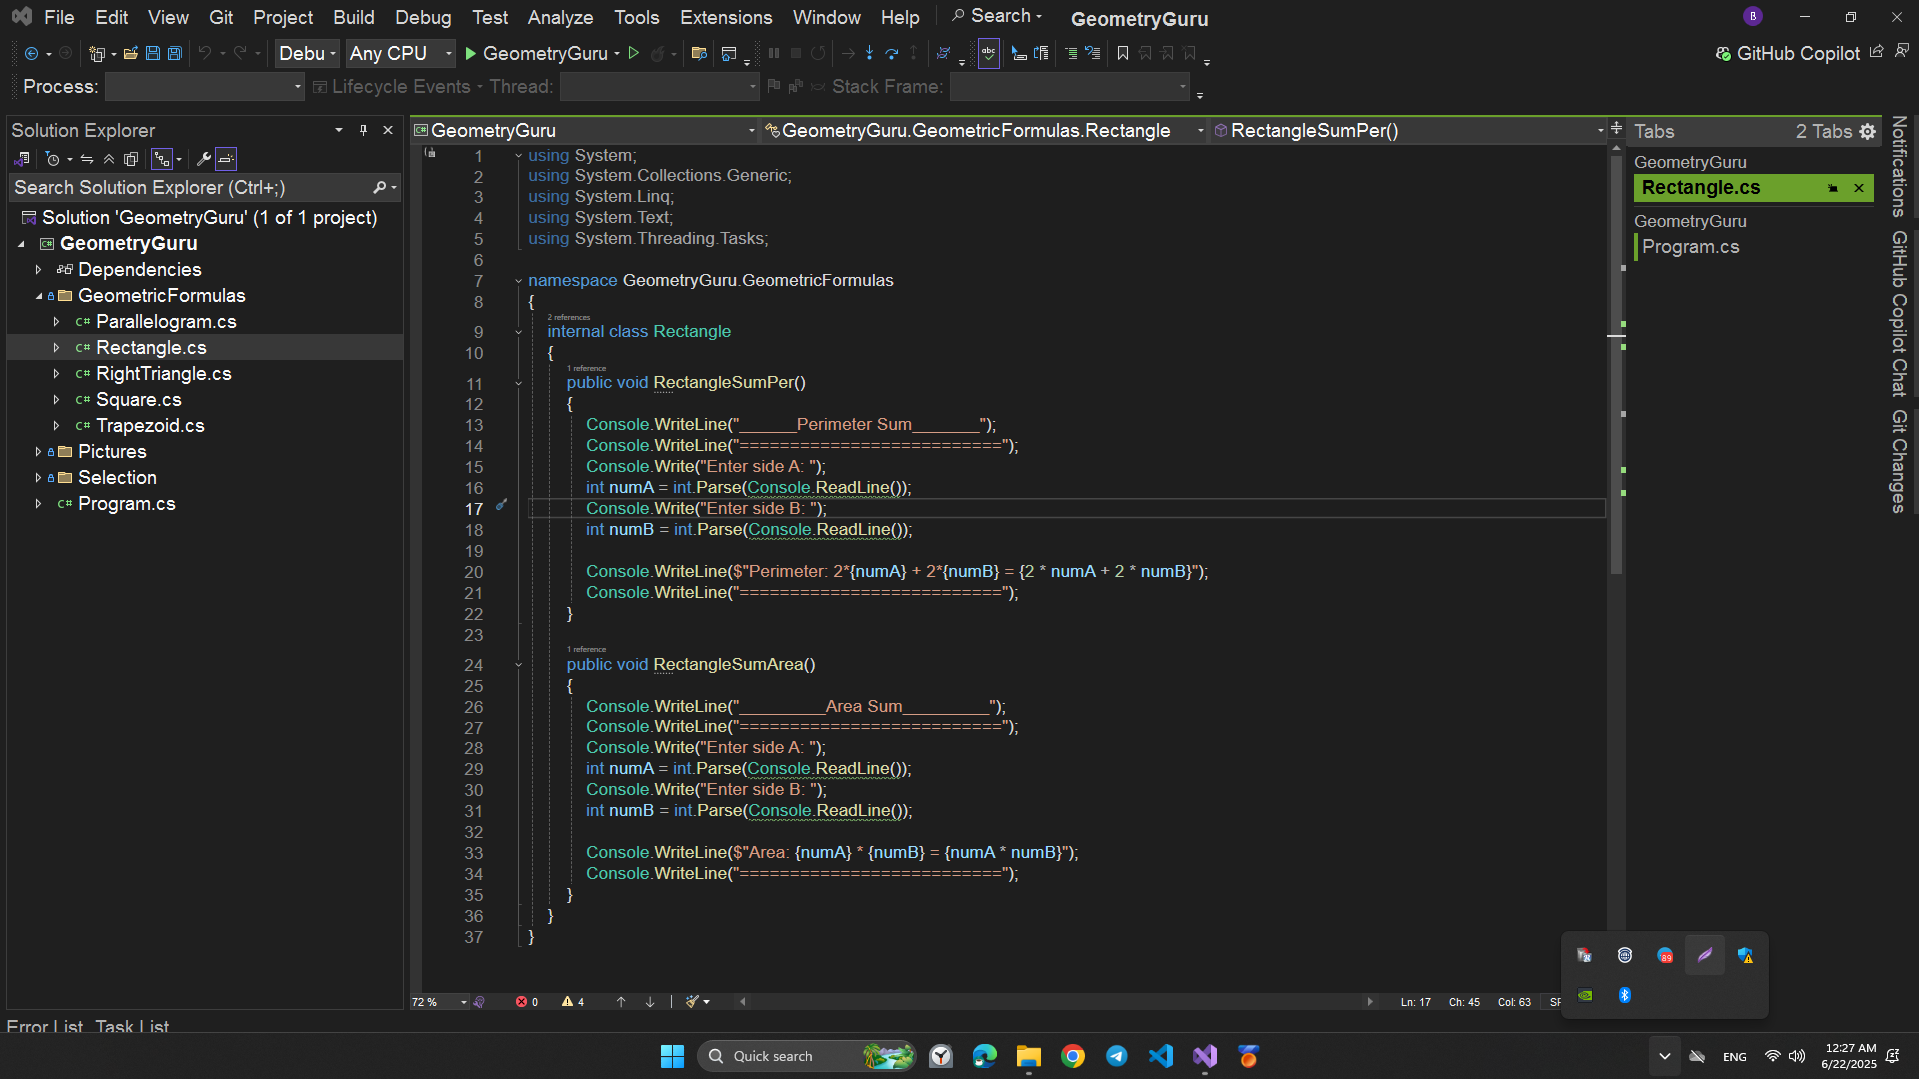 File Edit View Git Project Build Debug Test Analyze Tools Extensions Window Help Search GeometryGuru B
Debu Any CPU GeometryGuru GitHub Copilot
Process: Lifecycle Events Thread: Stack Frame:
Solution Explorer
Search Solution Explorer (Ctrl+;)
Solution 'GeometryGuru' (1 of 1 project)
GeometryGuru
Dependencies
GeometricFormulas
C# Parallelogram.cs
C# Rectangle.cs
C# RightTriangle.cs
C# Square.cs
C# Trapezoid.cs
Pictures
Selection
C# Program.cs
GeometryGuru GeometryGuru.GeometricFormulas.Rectangle RectangleSumPer()
1 using System;
2 using System.Collections.Generic;
3 using System.Linq;
4 using System.Text;
5 using System.Threading.Tasks;
6
7 namespace GeometryGuru.GeometricFormulas
8 {
2 references
9 internal class Rectangle
10 {
1 reference
11 public void RectangleSumPer()
12 {
13 Console.WriteLine("______Perimeter Sum_______");
14 Console.WriteLine("==========================");
15 Console.Write("Enter side A: ");
16 int numA = int.Parse(Console.ReadLine());
17 Console.Write("Enter side B: ");
18 int numB = int.Parse(Console.ReadLine());
19
20 Console.WriteLine($"Perimeter: 2*{numA} + 2*{numB} = {2 * numA + 2 * numB}");
21 Console.WriteLine("==========================");
22 }
23
1 reference
24 public void RectangleSumArea()
25 {
26 Console.WriteLine("_________Area Sum_________");
27 Console.WriteLine("==========================");
28 Console.Write("Enter side A: ");
29 int numA = int.Parse(Console.ReadLine());
30 Console.Write("Enter side B: ");
31 int numB = int.Parse(Console.ReadLine());
32
33 Console.WriteLine($"Area: {numA} * {numB} = {numA * numB}");
34 Console.WriteLine("==========================");
35 }
36 }
37 }
Tabs 2 Tabs
GeometryGuru
Rectangle.cs
GeometryGuru
Program.cs
Notifications
GitHub Copilot Chat
Git Changes
89
72 % 0 4 Ln: 17 Ch: 45 Col: 63 SP
Error List Task List
Quick search
ENG
12:27 AM
6/22/2025